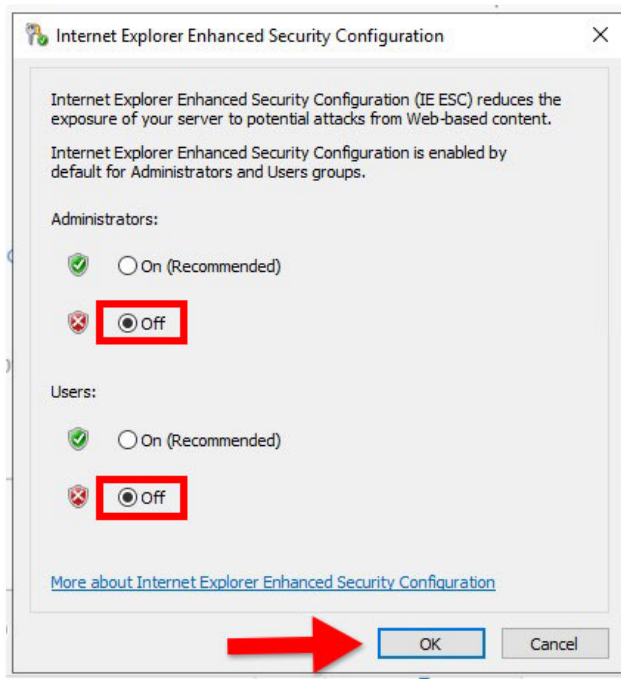 Internet Explorer Enhanced Security Configuration
Internet Explorer Enhanced Security Configuration (IE ESC) reduces the
exposure of your server to potential attacks from Web-based content.
Internet Explorer Enhanced Security Configuration is enabled by
default for Administrators and Users groups.
Administrators:
On (Recommended)
Off
Users:
On (Recommended)
Off
More about Internet Explorer Enhanced Security Configuration
OK
Cancel